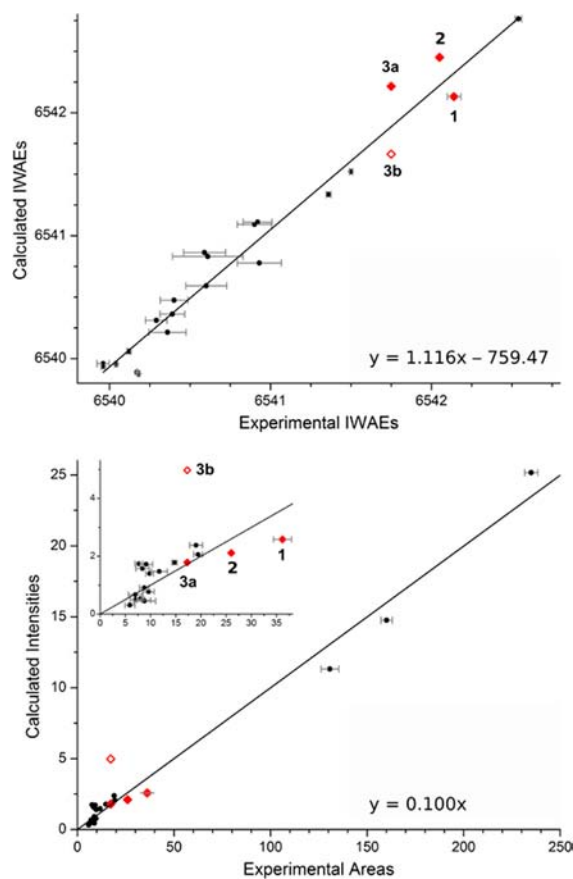 2
3a
1
3b
6542
6541
6540
Calculated IWAEs
y = 1.116x – 759.47
6540 6541 6542
Experimental IWAEs
25
20
15
10
5
0
Calculated Intensities
3b
4
2
0
1
2
3a
0 5 10 15 20 25 30 35
y = 0.100x
0 50 100 150 200 250
Experimental Areas